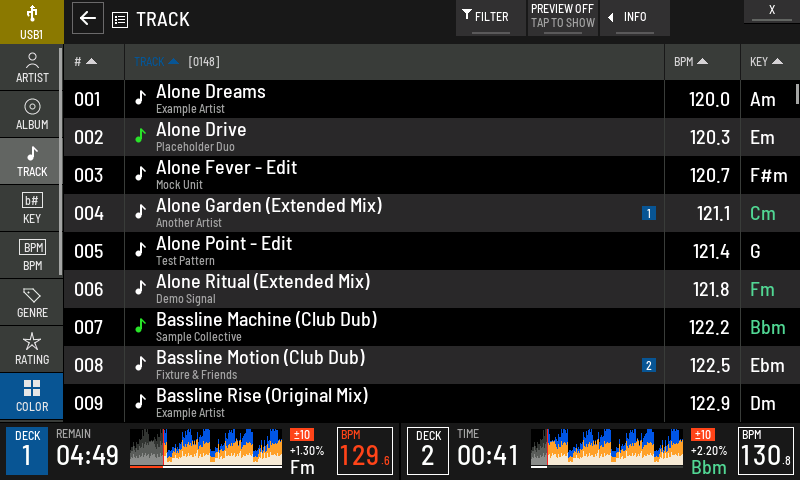 USB1
TRACK
FILTER
PREVIEW OFF
TAP TO SHOW
INFO
X
ARTIST
ALBUM
TRACK
b#
KEY
BPM
BPM
GENRE
RATING
COLOR
# TRACK [0148] BPM KEY
001 Alone Dreams 120.0 Am
Example Artist
002 Alone Drive 120.3 Em
Placeholder Duo
003 Alone Fever - Edit 120.7 F#m
Mock Unit
004 Alone Garden (Extended Mix) 1 121.1 Cm
Another Artist
005 Alone Point - Edit 121.4 G
Test Pattern
006 Alone Ritual (Extended Mix) 121.8 Fm
Demo Signal
007 Bassline Machine (Club Dub) 122.2 Bbm
Sample Collective
008 Bassline Motion (Club Dub) 2 122.5 Ebm
Fixture & Friends
009 Bassline Rise (Original Mix) 122.9 Dm
Example Artist
DECK 1
REMAIN
04:49
±10
+1.30%
Fm
BPM
129.6
DECK 2
TIME
00:41
±10
+2.20%
Bbm
BPM
130.8